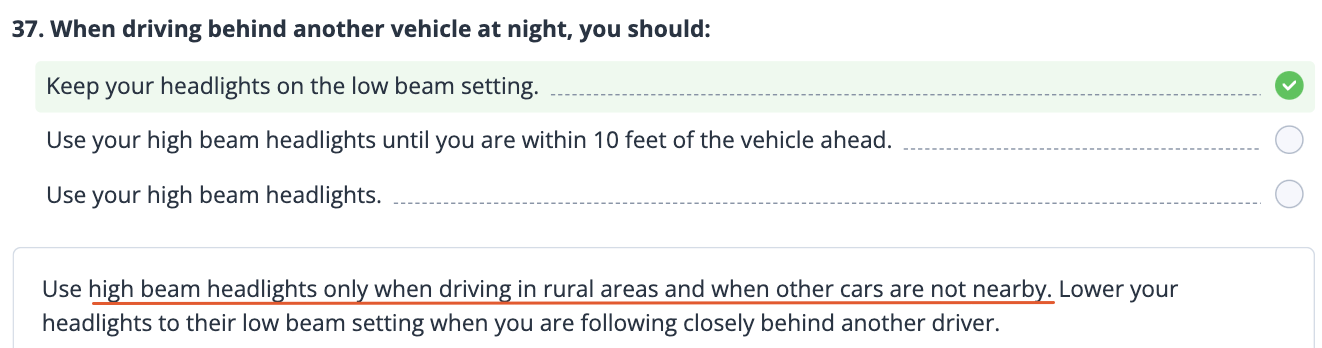 37. When driving behind another vehicle at night, you should:
Keep your headlights on the low beam setting.
Use your high beam headlights until you are within 10 feet of the vehicle ahead.
Use your high beam headlights.
Use high beam headlights only when driving in rural areas and when other cars are not nearby. Lower your
headlights to their low beam setting when you are following closely behind another driver.